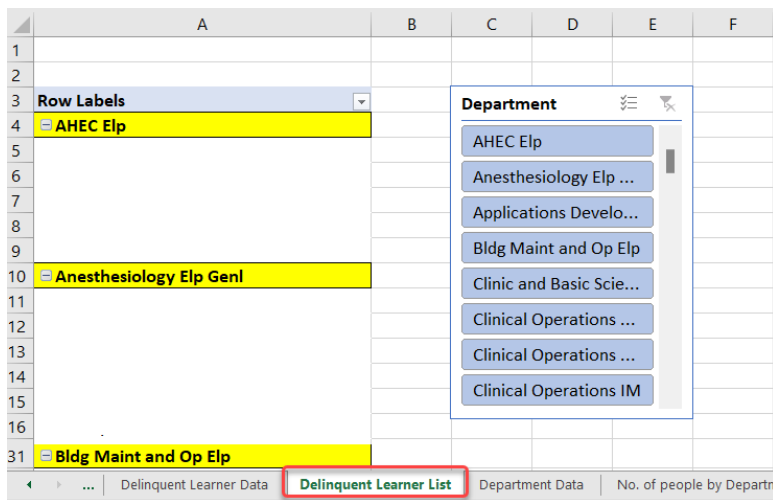 A B C D E F
1
2
3 Row Labels
4 AHEC Elp
5
6
7
8
9
10 Anesthesiology Elp Genl
11
12
13
14
15
16
31 Bldg Maint and Op Elp
Department
AHEC Elp
Anesthesiology Elp ...
Applications Develo...
Bldg Maint and Op Elp
Clinic and Basic Scie...
Clinical Operations ...
Clinical Operations ...
Clinical Operations IM
... Delinquent Learner Data Delinquent Learner List Department Data No. of people by Departm